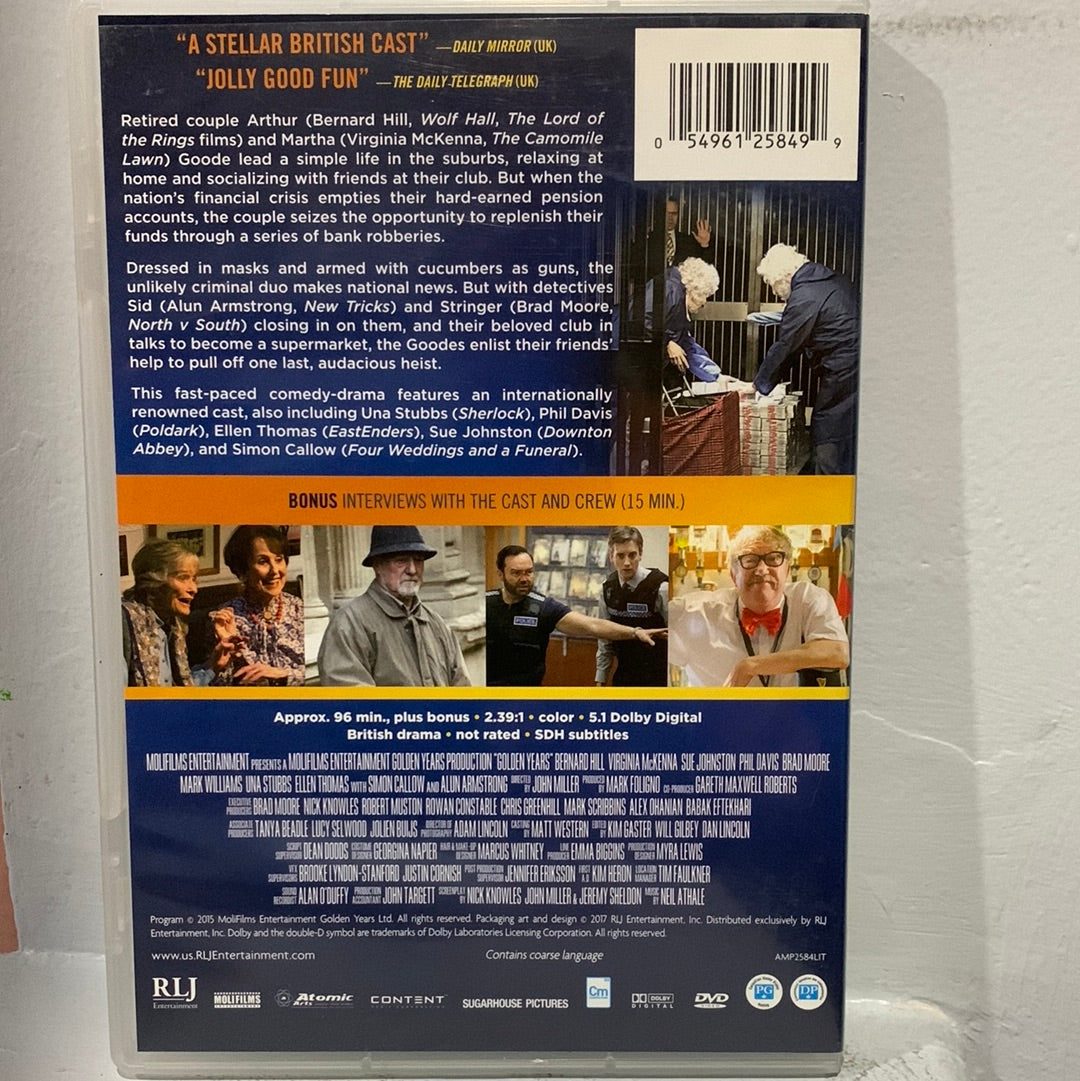 “A STELLAR BRITISH CAST” —DAILY MIRROR (UK)
“JOLLY GOOD FUN” —THE DAILY TELEGRAPH (UK)
0 54961 25849 9
Retired couple Arthur (Bernard Hill, Wolf Hall, The Lord of
the Rings films) and Martha (Virginia McKenna, The Camomile
Lawn) Goode lead a simple life in the suburbs, relaxing at
home and socializing with friends at their club. But when the
nation’s financial crisis empties their hard-earned pension
accounts, the couple seizes the opportunity to replenish their
funds through a series of bank robberies.
Dressed in masks and armed with cucumbers as guns, the
unlikely criminal duo makes national news. But with detectives
Sid (Alun Armstrong, New Tricks) and Stringer (Brad Moore,
North v South) closing in on them, and their beloved club in
talks to become a supermarket, the Goodes enlist their friends’
help to pull off one last, audacious heist.
This fast-paced comedy-drama features an internationally
renowned cast, also including Una Stubbs (Sherlock), Phil Davis
(Poldark), Ellen Thomas (EastEnders), Sue Johnston (Downton
Abbey), and Simon Callow (Four Weddings and a Funeral).
BONUS INTERVIEWS WITH THE CAST AND CREW (15 MIN.)
Approx. 96 min., plus bonus • 2.39:1 • color • 5.1 Dolby Digital
British drama • not rated • SDH subtitles
MOLIFILMS ENTERTAINMENT PRESENTS A MOLIFILMS ENTERTAINMENT GOLDEN YEARS PRODUCTION "GOLDEN YEARS" BERNARD HILL VIRGINIA McKENNA SUE JOHNSTON PHIL DAVIS BRAD MOORE
MARK WILLIAMS UNA STUBBS ELLEN THOMAS WITH SIMON CALLOW AND ALUN ARMSTRONG DIRECTED BY JOHN MILLER PRODUCED BY MARK FOLIGNO CO-PRODUCER GARETH MAXWELL ROBERTS
EXECUTIVE PRODUCERS BRAD MOORE NICK KNOWLES ROBERT MUSTON ROWAN CONSTABLE CHRIS GREENHILL MARK SCRIBBINS ALEX OHANIAN BABAK EFTEKHARI
ASSOCIATE PRODUCERS TANYA BEADLE LUCY SELWOOD JOLIEN BUIJS DIRECTOR OF PHOTOGRAPHY ADAM LINCOLN CASTING BY MATT WESTERN EDITED BY KIM GASTER WILL GILBEY DAN LINCOLN
SCRIPT SUPERVISOR DEAN DODDS COSTUME DESIGNER GEORGINA NAPIER HAIR & MAKE-UP DESIGNER MARCUS WHITNEY LINE PRODUCER EMMA BIGGINS PRODUCTION DESIGNER MYRA LEWIS
VFX SUPERVISORS BROOKE LYNDON-STANFORD JUSTIN CORNISH POST PRODUCTION SUPERVISOR JENNIFER ERIKSSON FIRST A.D KIM HERON LOCATION MANAGER TIM FAULKNER
SOUND RECORDIST ALAN O'DUFFY PRODUCTION ACCOUNTANT JOHN TARGETT SCREENPLAY BY NICK KNOWLES JOHN MILLER & JEREMY SHELDON MUSIC BY NEIL ATHALE
Program © 2015 MoliFilms Entertainment Golden Years Ltd. All rights reserved. Packaging art and design © 2017 RLJ Entertainment, Inc. Distributed exclusively by RLJ
Entertainment, Inc. Dolby and the double-D symbol are trademarks of Dolby Laboratories Licensing Corporation. All rights reserved.
www.us.RLJEntertainment.com Contains coarse language AMP2584LIT
RLJ Entertainment MOLIFILMS ENTERTAINMENT Atomic Arts CONTENT SUGARHOUSE PICTURES Cm DOLBY DIGITAL DVD VIDEO PG DP